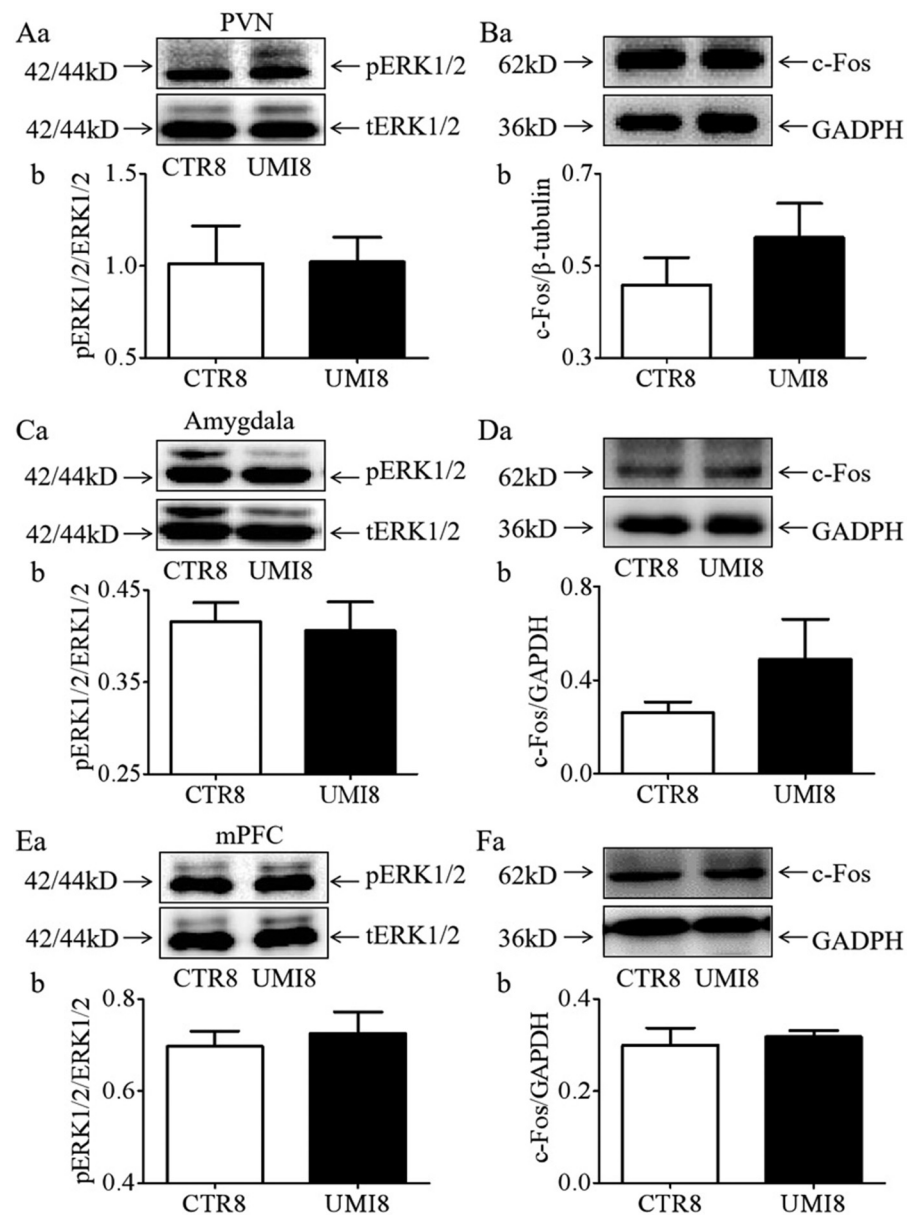 Aa
PVN
42/44kD
pERK1/2
42/44kD
tERK1/2
CTR8 UMI8
b
pERK1/2/ERK1/2
1.5
1.0
0.5
CTR8 UMI8
Ba
62kD
c-Fos
36kD
GADPH
b
c-Fos/β-tubulin
0.7
0.5
0.3
CTR8 UMI8
Ca
Amygdala
42/44kD
pERK1/2
42/44kD
tERK1/2
CTR8 UMI8
b
pERK1/2/ERK1/2
0.45
0.35
0.25
CTR8 UMI8
Da
62kD
c-Fos
36kD
GADPH
CTR8 UMI8
b
c-Fos/GAPDH
0.8
0.4
0.0
CTR8 UMI8
Ea
mPFC
42/44kD
pERK1/2
42/44kD
tERK1/2
CTR8 UMI8
b
pERK1/2/ERK1/2
0.8
0.6
0.4
CTR8 UMI8
Fa
62kD
c-Fos
36kD
GADPH
CTR8 UMI8
b
c-Fos/GAPDH
0.4
0.2
0.0
CTR8 UMI8